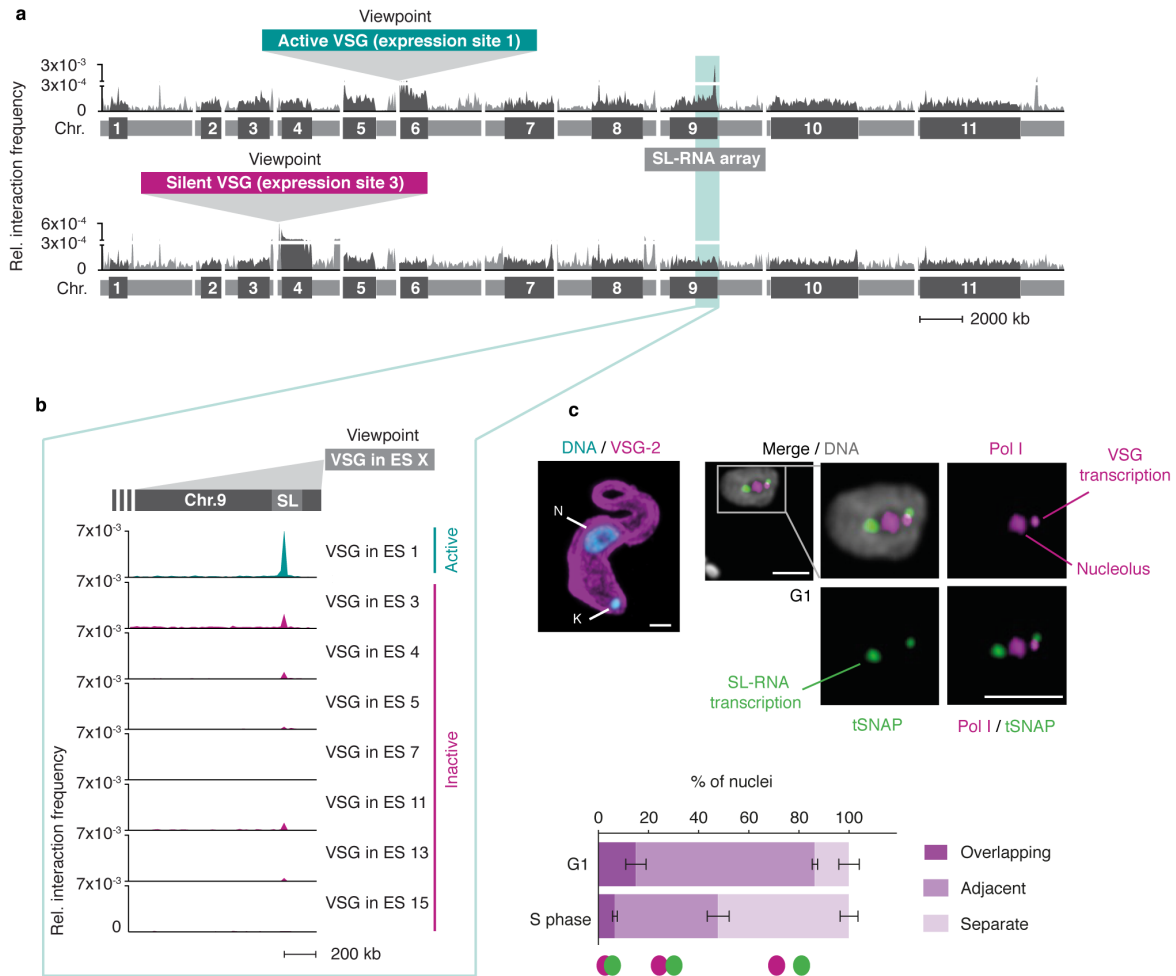 a
Viewpoint
Active VSG (expression site 1)
Rel. interaction frequency
3x10⁻³
3x10⁻⁴
0
Chr.
1 2 3 4 5 6 7 8 9 10 11
SL-RNA array
Viewpoint
Silent VSG (expression site 3)
6x10⁻⁴
3x10⁻⁴
0
Chr.
1 2 3 4 5 6 7 8 9 10 11
2000 kb
b
Viewpoint
VSG in ES X
Chr.9 SL
Rel. interaction frequency
7x10⁻³
VSG in ES 1
Active
7x10⁻³
VSG in ES 3
7x10⁻³
VSG in ES 4
7x10⁻³
VSG in ES 5
7x10⁻³
VSG in ES 7
7x10⁻³
VSG in ES 11
7x10⁻³
VSG in ES 13
7x10⁻³
VSG in ES 15
0
Inactive
200 kb
c
DNA / VSG-2
N
K
Merge / DNA
Pol I
VSG
transcription
Nucleolus
G1
SL-RNA
transcription
tSNAP
Pol I / tSNAP
% of nuclei
0 20 40 60 80 100
G1
S phase
Overlapping
Adjacent
Separate